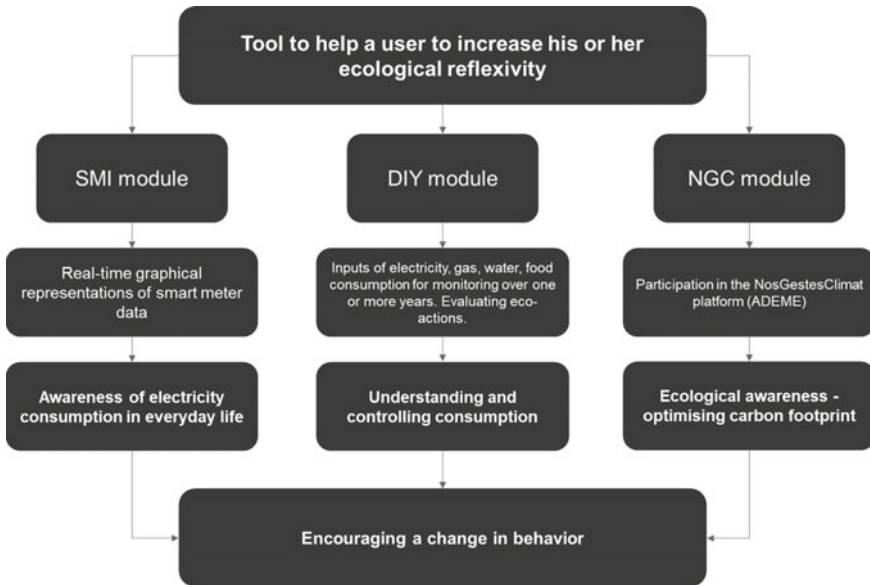 Tool to help a user to increase his or her
ecological reflexivity
SMI module
DIY module
NGC module
Real-time graphical
representations of smart meter
data
Inputs of electricity, gas, water, food
consumption for monitoring over one
or more years. Evaluating eco-
actions.
Participation in the NosGestesClimat
platform (ADEME)
Awareness of electricity
consumption in everyday life
Understanding and
controlling consumption
Ecological awareness -
optimising carbon footprint
Encouraging a change in behavior